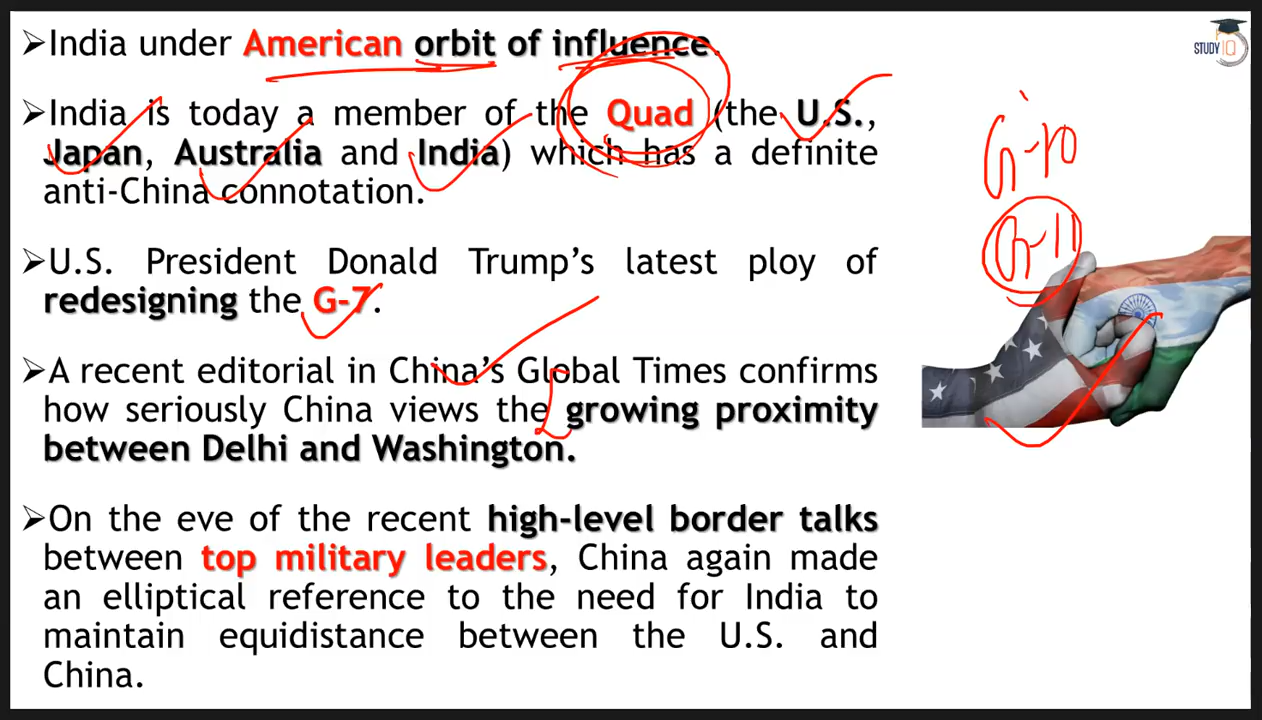 ➢India under American orbit of influence.
➢India is today a member of the Quad (the U.S.,
Japan, Australia and India) which has a definite
anti-China connotation.
➢U.S. President Donald Trump’s latest ploy of
redesigning the G-7.
➢A recent editorial in China’s Global Times confirms
how seriously China views the growing proximity
between Delhi and Washington.
➢On the eve of the recent high-level border talks
between top military leaders, China again made
an elliptical reference to the need for India to
maintain equidistance between the U.S. and
China.
STUDY IQ
G-10
G-11